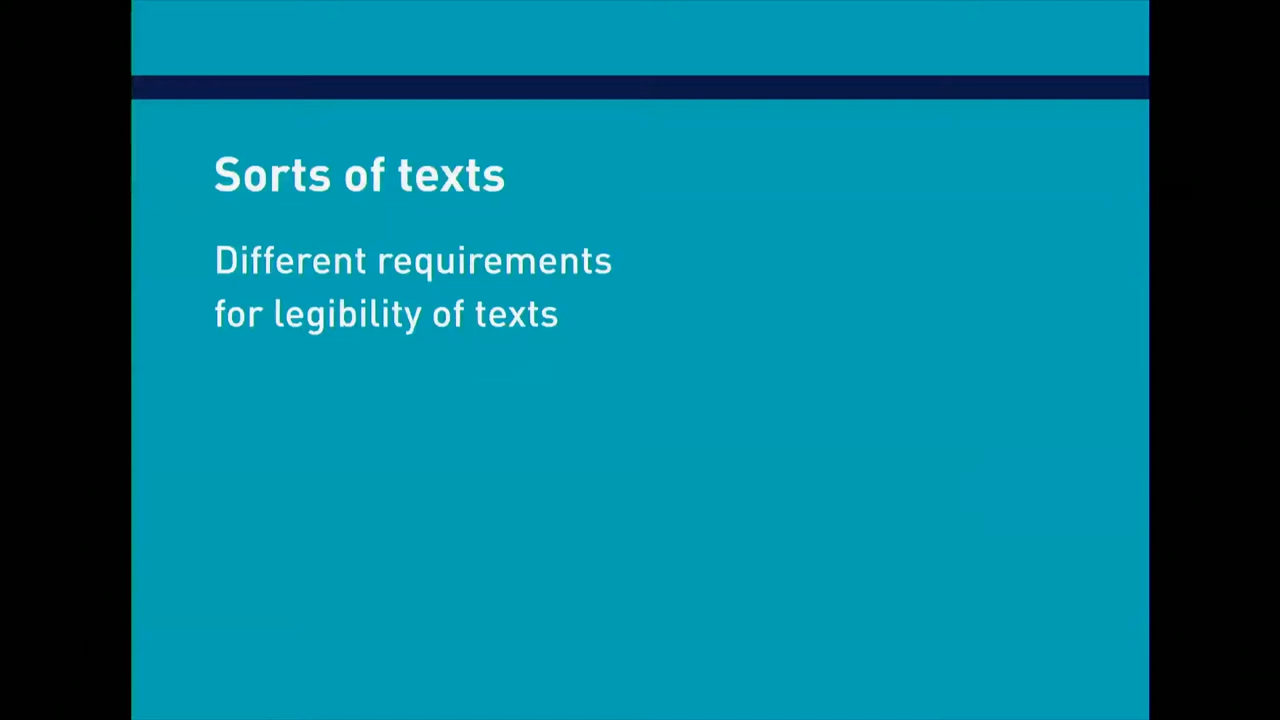 Sorts of texts
Different requirements
for legibility of texts